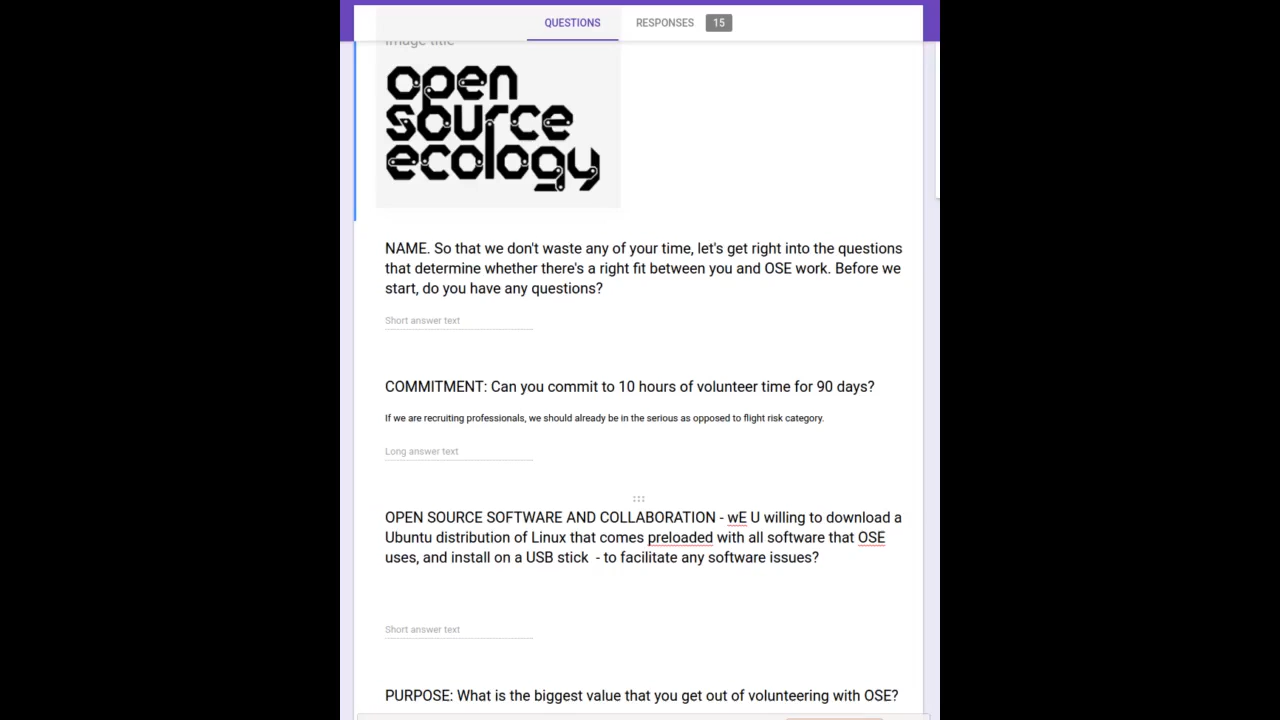 QUESTIONS RESPONSES 15
Image title
open
source
ecology
NAME. So that we don't waste any of your time, let's get right into the questions
that determine whether there's a right fit between you and OSE work. Before we
start, do you have any questions?
Short answer text
COMMITMENT: Can you commit to 10 hours of volunteer time for 90 days?
If we are recruiting professionals, we should already be in the serious as opposed to flight risk category.
Long answer text
OPEN SOURCE SOFTWARE AND COLLABORATION - wE U willing to download a
Ubuntu distribution of Linux that comes preloaded with all software that OSE
uses, and install on a USB stick  - to facilitate any software issues?
Short answer text
PURPOSE: What is the biggest value that you get out of volunteering with OSE?